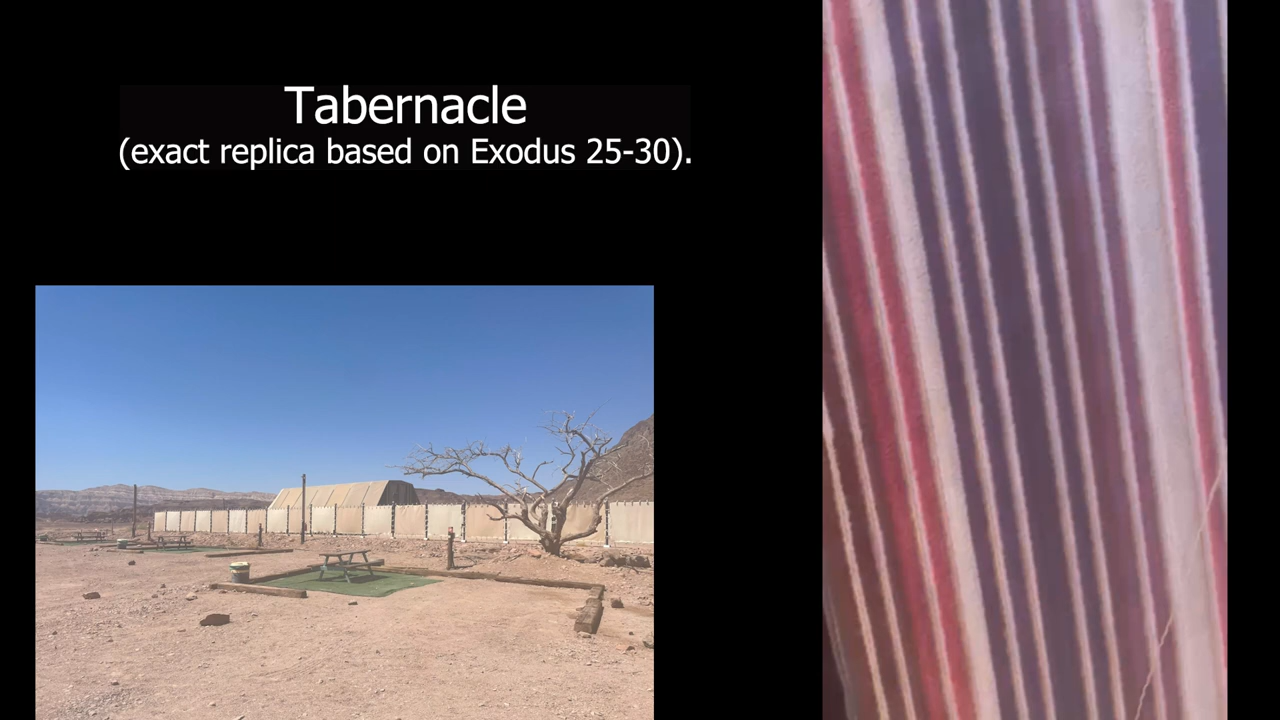 Tabernacle
(exact replica based on Exodus 25-30).